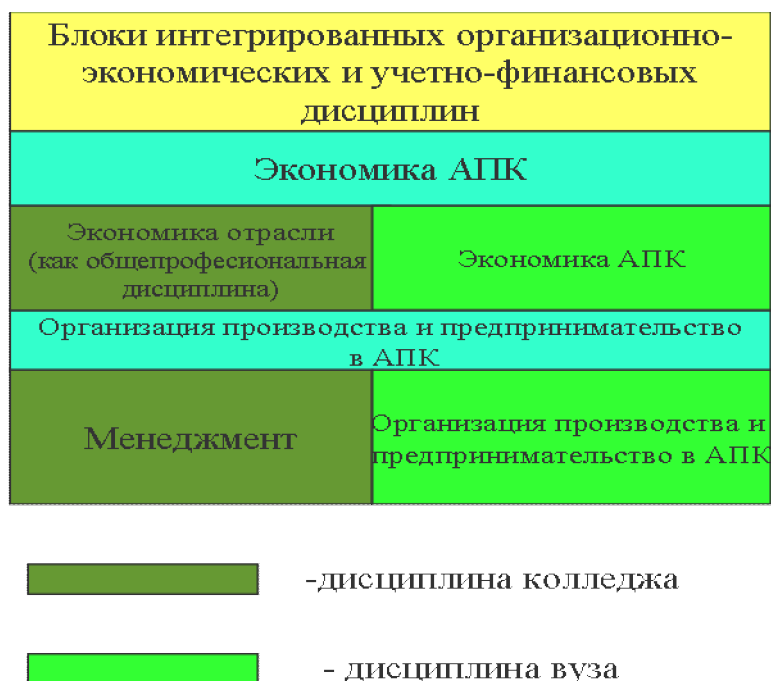 Блоки интегрированных организационно-
экономических и учетно-финансовых
дисциплин
Экономика АПК
Экономика отрасли
(как общепрофесиональная
дисциплина)
Экономика АПК
Организация производства и предпринимательство
в АПК
Менеджмент
Организация производства и
предпринимательство в АПК
-дисциплина колледжа
- дисциплина вуза